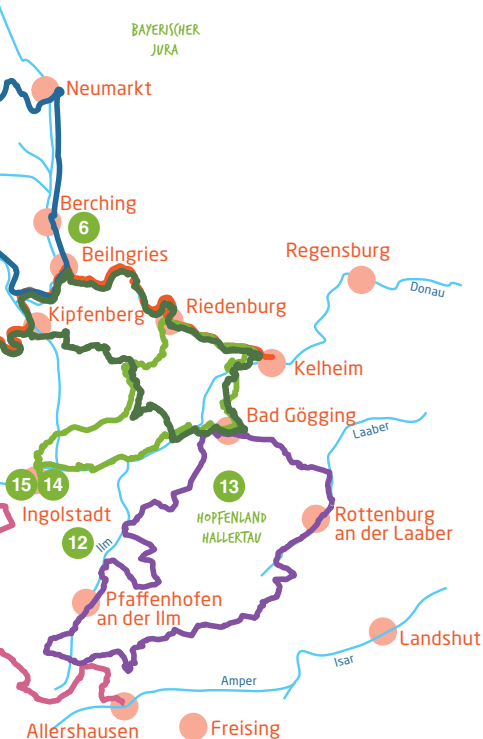 BAYERISCHER
JURA
Neumarkt
Berching
6
Beilngries
Regensburg
Donau
Riedenburg
Kipfenberg
Kelheim
Bad Gögging
Laaber
15 14
13
Ingolstadt
HOPFENLAND
HALLERTAU
Rottenburg
an der Laaber
12
Ilm
Pfaffenhofen
an der Ilm
Landshut
Isar
Amper
Allershausen
Freising